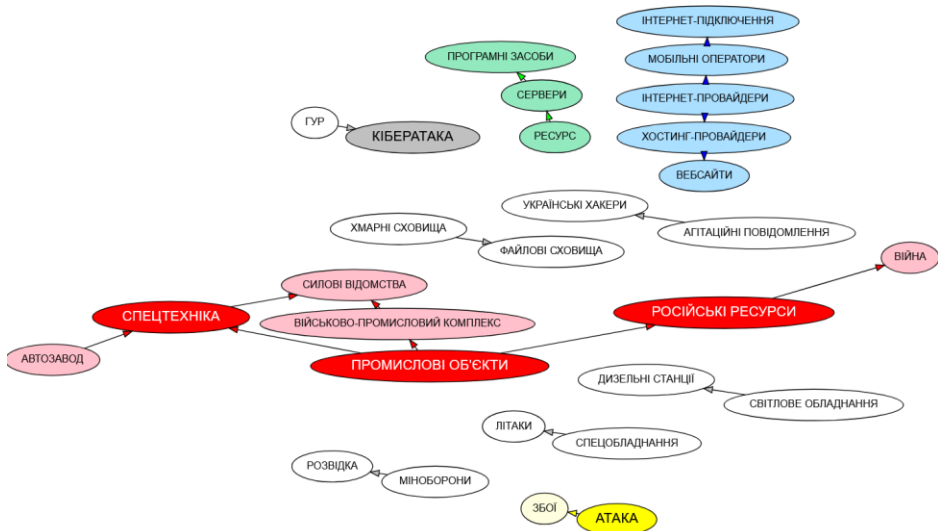 ІНТЕРНЕТ-ПІДКЛЮЧЕННЯ
ПРОГРАМНІ ЗАСОБИ
МОБІЛЬНІ ОПЕРАТОРИ
СЕРВЕРИ
ІНТЕРНЕТ-ПРОВАЙДЕРИ
ГУР
КІБЕРАТАКА
РЕСУРС
ХОСТИНГ-ПРОВАЙДЕРИ
ВЕБСАЙТИ
УКРАЇНСЬКІ ХАКЕРИ
ХМАРНІ СХОВИЩА
АГІТАЦІЙНІ ПОВІДОМЛЕННЯ
ФАЙЛОВІ СХОВИЩА
ВІЙНА
СИЛОВІ ВІДОМСТВА
СПЕЦТЕХНІКА
РОСІЙСЬКІ РЕСУРСИ
ВІЙСЬКОВО-ПРОМИСЛОВИЙ КОМПЛЕКС
АВТОЗАВОД
ПРОМИСЛОВІ ОБ'ЄКТИ
ДИЗЕЛЬНІ СТАНЦІЇ
СВІТЛОВЕ ОБЛАДНАННЯ
ЛІТАКИ
СПЕЦОБЛАДНАННЯ
РОЗВІДКА
МІНОБОРОНИ
ЗБОЇ
АТАКА